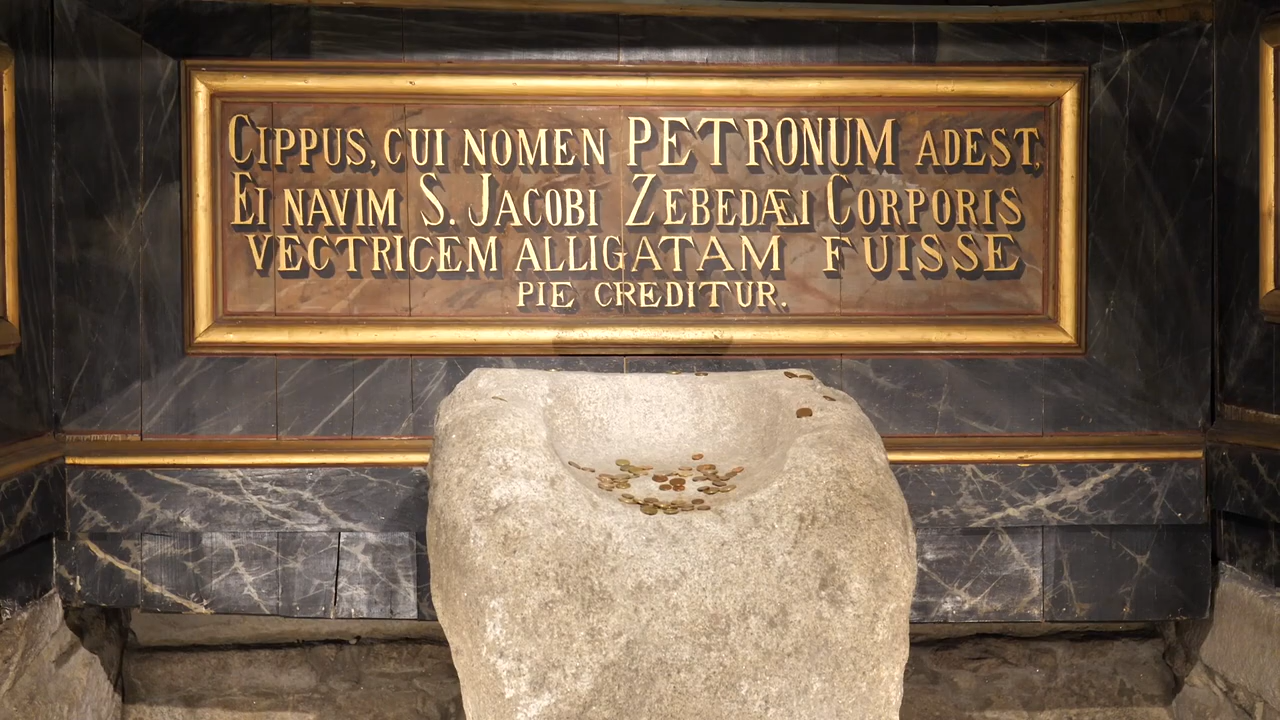 CIPPUS, CUI NOMEN PETRONUM ADEST,
EI NAVIM S. JACOBI ZEBEDÆI CORPORIS
VECTRICEM ALLIGATAM FUISSE
PIE CREDITUR.